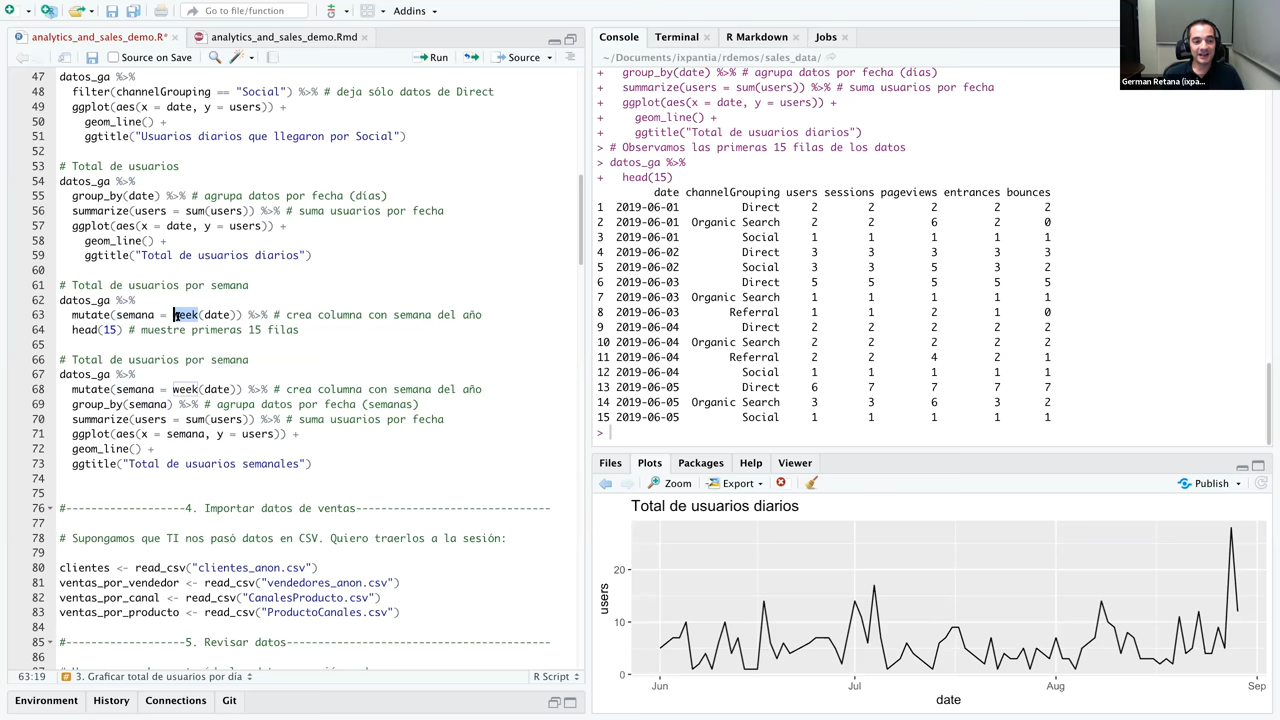 Go to file/function
Addins
analytics_and_sales_demo.R*
analytics_and_sales_demo.Rmd
Source on Save
Run
Source
47 datos_ga %>%
48 filter(channelGrouping == "Social") %>% # deja sólo datos de Direct
49 ggplot(aes(x = date, y = users)) +
50 geom_line() +
51 ggtitle("Usuarios diarios que llegaron por Social")
52
53 # Total de usuarios
54 datos_ga %>%
55 group_by(date) %>% # agrupa datos por fecha (días)
56 summarize(users = sum(users)) %>% # suma usuarios por fecha
57 ggplot(aes(x = date, y = users)) +
58 geom_line() +
59 ggtitle("Total de usuarios diarios")
60
61 # Total de usuarios por semana
62 datos_ga %>%
63 mutate(semana = week(date)) %>% # crea columna con semana del año
64 head(15) # muestre primeras 15 filas
65
66 # Total de usuarios por semana
67 datos_ga %>%
68 mutate(semana = week(date)) %>% # crea columna con semana del año
69 group_by(semana) %>% # agrupa datos por fecha (semanas)
70 summarize(users = sum(users)) %>% # suma usuarios por fecha
71 ggplot(aes(x = semana, y = users)) +
72 geom_line() +
73 ggtitle("Total de usuarios semanales")
74
75
76 #------------------4. Importar datos de ventas------------------------------
77
78 # Supongamos que TI nos pasó datos en CSV. Quiero traerlos a la sesión:
79
80 clientes <- read_csv("clientes_anon.csv")
81 ventas_por_vendedor <- read_csv("vendedores_anon.csv")
82 ventas_por_canal <- read_csv("CanalesProducto.csv")
83 ventas_por_producto <- read_csv("ProductoCanales.csv")
84
85 #------------------5. Revisar datos-----------------------------------------
86
63:19 3. Graficar total de usuarios por día R Script
Environment History Connections Git
Console Terminal R Markdown Jobs
~/Documents/ixpantia/rdemos/sales_data/
+ group_by(date) %>% # agrupa datos por fecha (días)
+ summarize(users = sum(users)) %>% # suma usuarios por fecha
+ ggplot(aes(x = date, y = users)) +
+ geom_line() +
+ ggtitle("Total de usuarios diarios")
> # Observamos las primeras 15 filas de los datos
> datos_ga %>%
+ head(15)
date channelGrouping users sessions pageviews entrances bounces
1 2019-06-01 Direct 2 2 2 2 2
2 2019-06-01 Organic Search 2 2 6 2 0
3 2019-06-01 Social 1 1 1 1 1
4 2019-06-02 Direct 3 3 3 3 3
5 2019-06-02 Social 3 3 5 3 2
6 2019-06-03 Direct 5 5 5 5 5
7 2019-06-03 Organic Search 1 1 1 1 1
8 2019-06-03 Referral 1 1 2 1 0
9 2019-06-04 Direct 2 2 2 2 2
10 2019-06-04 Organic Search 2 2 2 2 2
11 2019-06-04 Referral 2 2 4 2 1
12 2019-06-04 Social 1 1 1 1 1
13 2019-06-05 Direct 6 7 7 7 7
14 2019-06-05 Organic Search 3 3 6 3 2
15 2019-06-05 Social 1 1 1 1 1
>
Files Plots Packages Help Viewer
Zoom Export Publish
Total de usuarios diarios
users
20
10
0
Jun Jul Aug Sep
date
German Retana (ixpa...